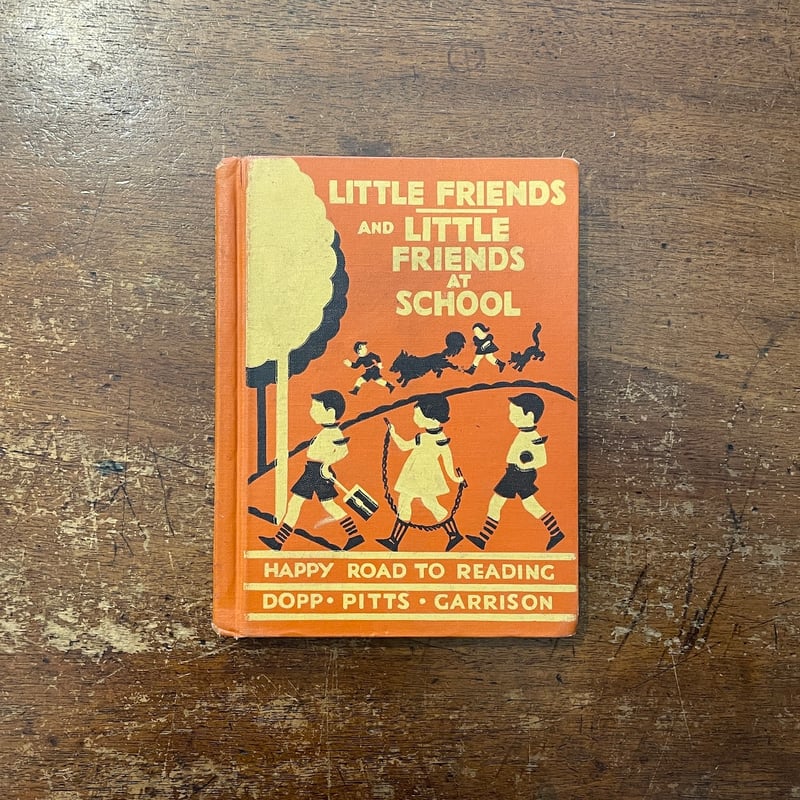 LITTLE FRIENDS
AND LITTLE
FRIENDS
AT
SCHOOL
HAPPY ROAD TO READING
DOPP • PITTS • GARRISON